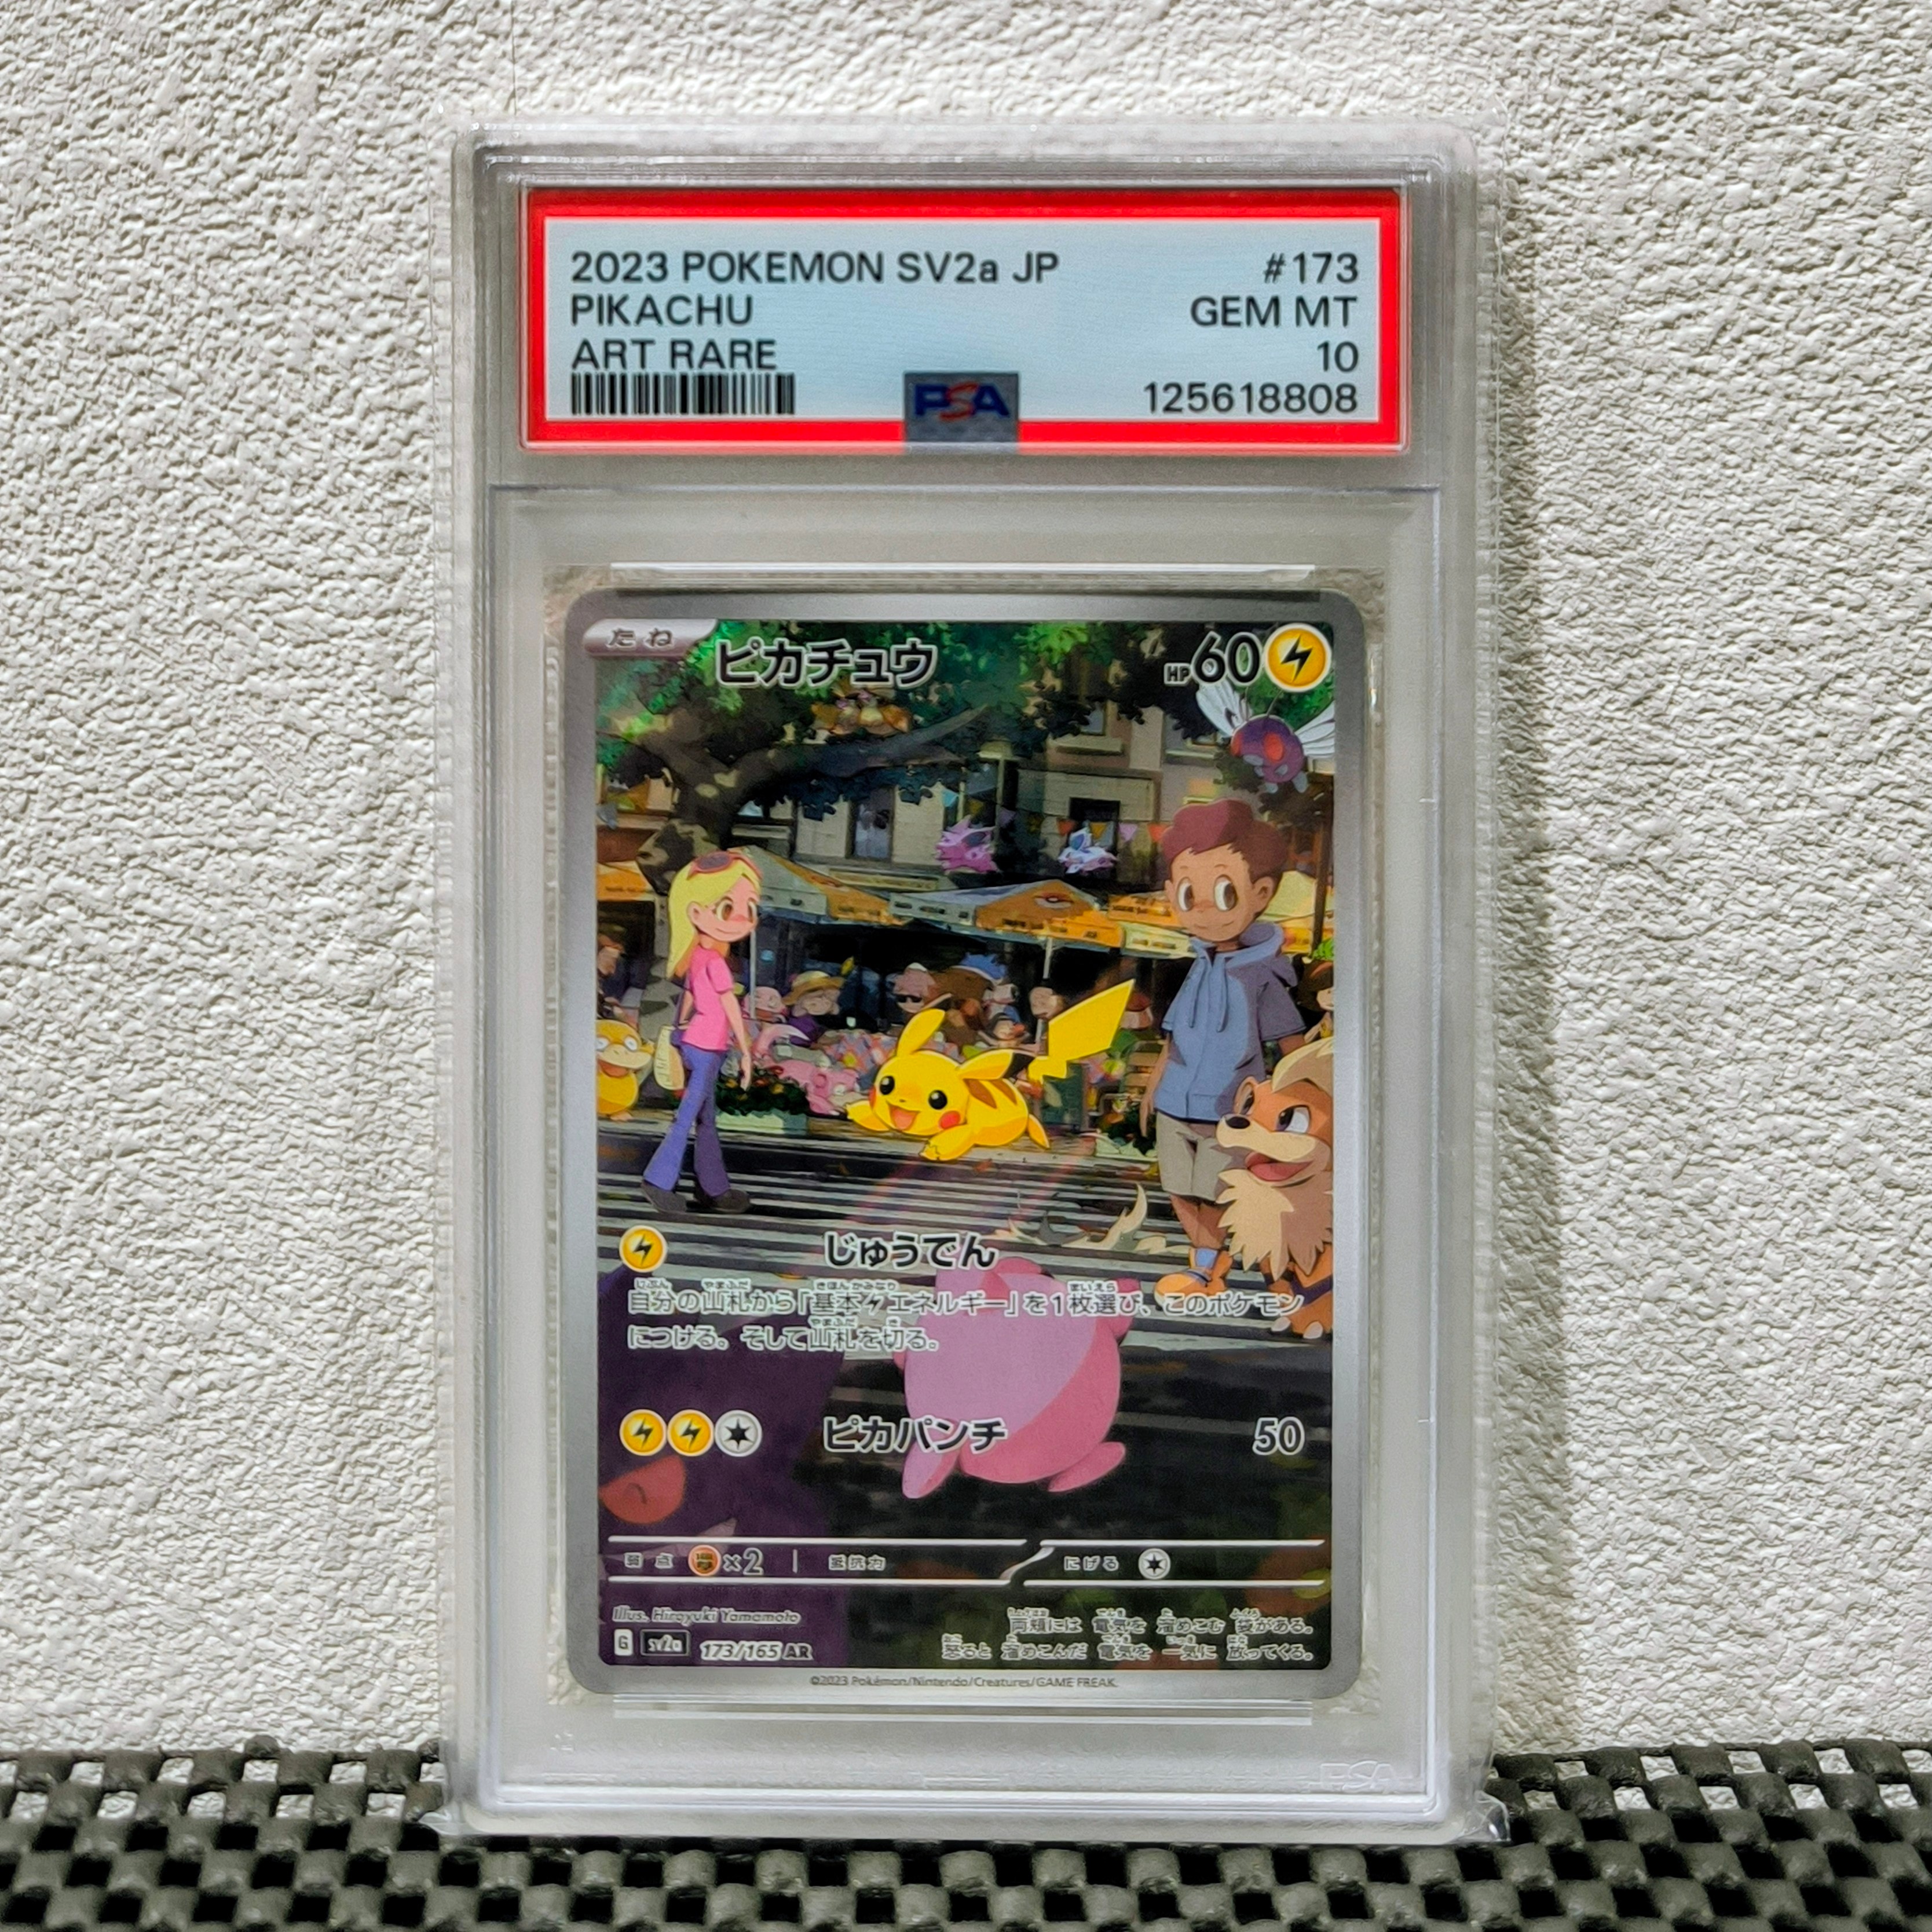 2023 POKEMON SV2a JP #173
PIKACHU GEM MT
ART RARE 10
PSA 125618808
たね ピカチュウ HP60
じゅうでん
自分の山札から「基本エネルギー」を1枚選び、このポケモン
につける。そして山札を切る。
ピカパンチ 50
弱点 ×2 抵抗力 にげる
Illus. Hiroyuki Yamamoto
G sv2a 173/165 AR
両頬には 電気を 溜めこむ 袋がある。
怒ると 溜めこんだ 電気を 一気に 放ってくる。
©2023 Pokémon/Nintendo/Creatures/GAME FREAK.
PSA